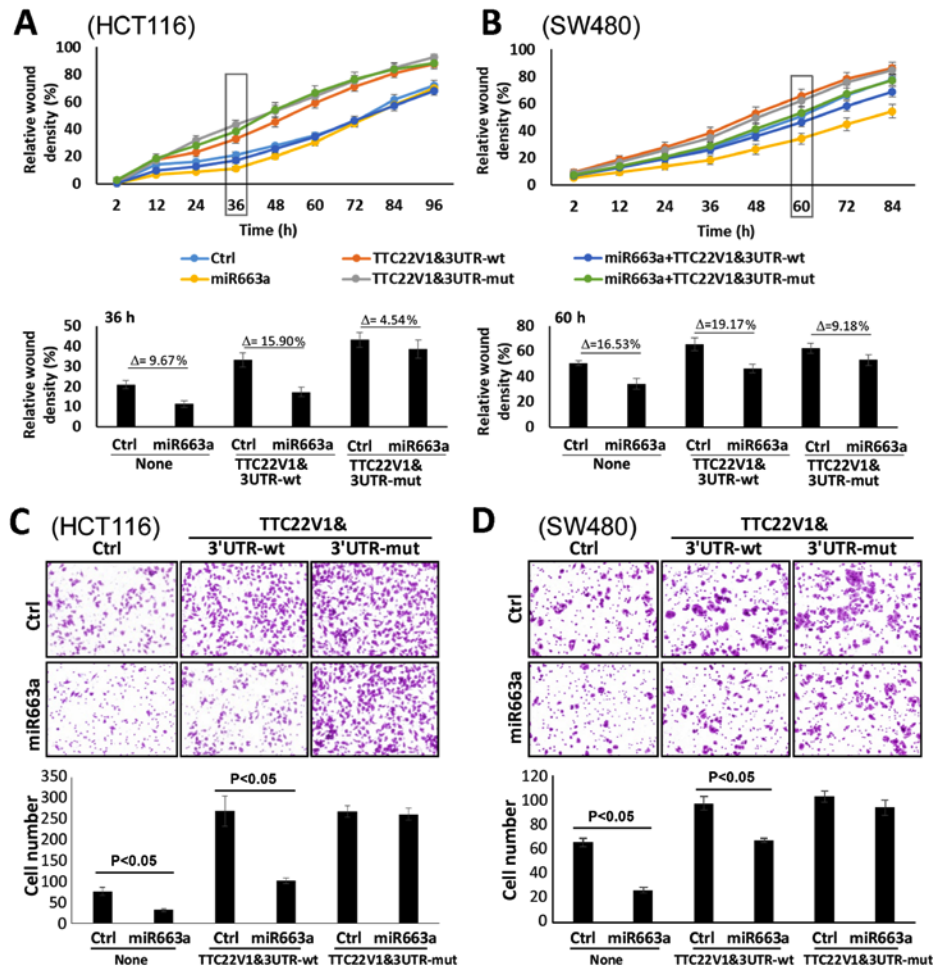 A (HCT116)
Relative wound
density (%)
100
80
60
40
20
0
2 12 24 36 48 60 72 84 96
Time (h)
B (SW480)
Relative wound
density (%)
100
80
60
40
20
0
2 12 24 36 48 60 72 84
Time (h)
Ctrl TTC22V1&3UTR-wt miR663a+TTC22V1&3UTR-wt
miR663a TTC22V1&3UTR-mut miR663a+TTC22V1&3UTR-mut
Relative wound
density (%)
50
40
30
20
10
0
36 h
Δ= 9.67%
Δ= 15.90%
Δ= 4.54%
Ctrl miR663a Ctrl miR663a Ctrl miR663a
None TTC22V1& TTC22V1&
3UTR-wt 3UTR-mut
Relative wound
density (%)
80
60
40
20
0
60 h
Δ=16.53%
Δ=19.17%
Δ=9.18%
Ctrl miR663a Ctrl miR663a Ctrl miR663a
None TTC22V1& TTC22V1&
3UTR-wt 3UTR-mut
C (HCT116)
TTC22V1&
Ctrl 3'UTR-wt 3'UTR-mut
Ctrl
miR663a
Cell number
350
300
250
200
150
100
50
0
P<0.05
P<0.05
Ctrl miR663a Ctrl miR663a Ctrl miR663a
None TTC22V1&3UTR-wt TTC22V1&3UTR-mut
D (SW480)
TTC22V1&
Ctrl 3'UTR-wt 3'UTR-mut
Ctrl
miR663a
Cell number
120
100
80
60
40
20
0
P<0.05
P<0.05
Ctrl miR663a Ctrl miR663a Ctrl miR663a
None TTC22V1&3UTR-wt TTC22V1&3UTR-mut